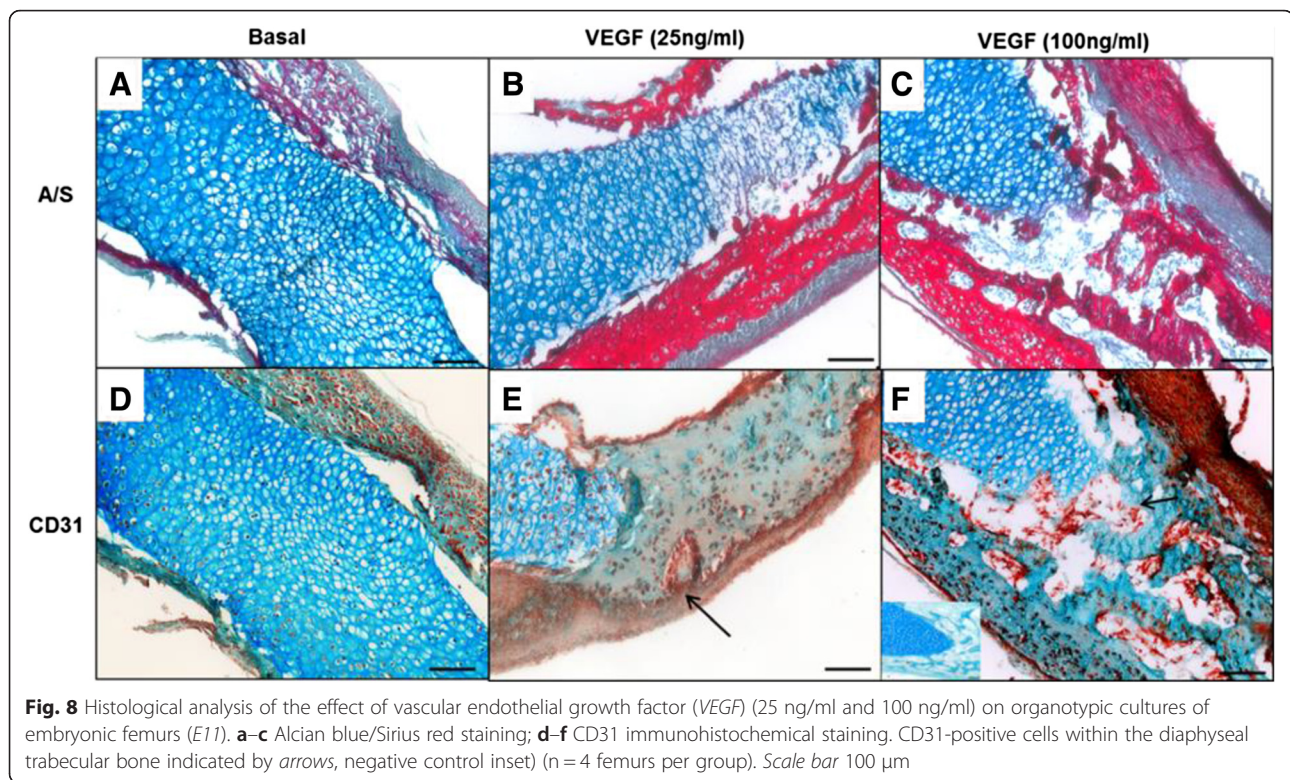 Basal VEGF (25ng/ml) VEGF (100ng/ml)
A B C
A/S
D E F
CD31
Fig. 8 Histological analysis of the effect of vascular endothelial growth factor (VEGF) (25 ng/ml and 100 ng/ml) on organotypic cultures of
embryonic femurs (E11). a–c Alcian blue/Sirius red staining; d–f CD31 immunohistochemical staining. CD31-positive cells within the diaphyseal
trabecular bone indicated by arrows, negative control inset) (n = 4 femurs per group). Scale bar 100 μm